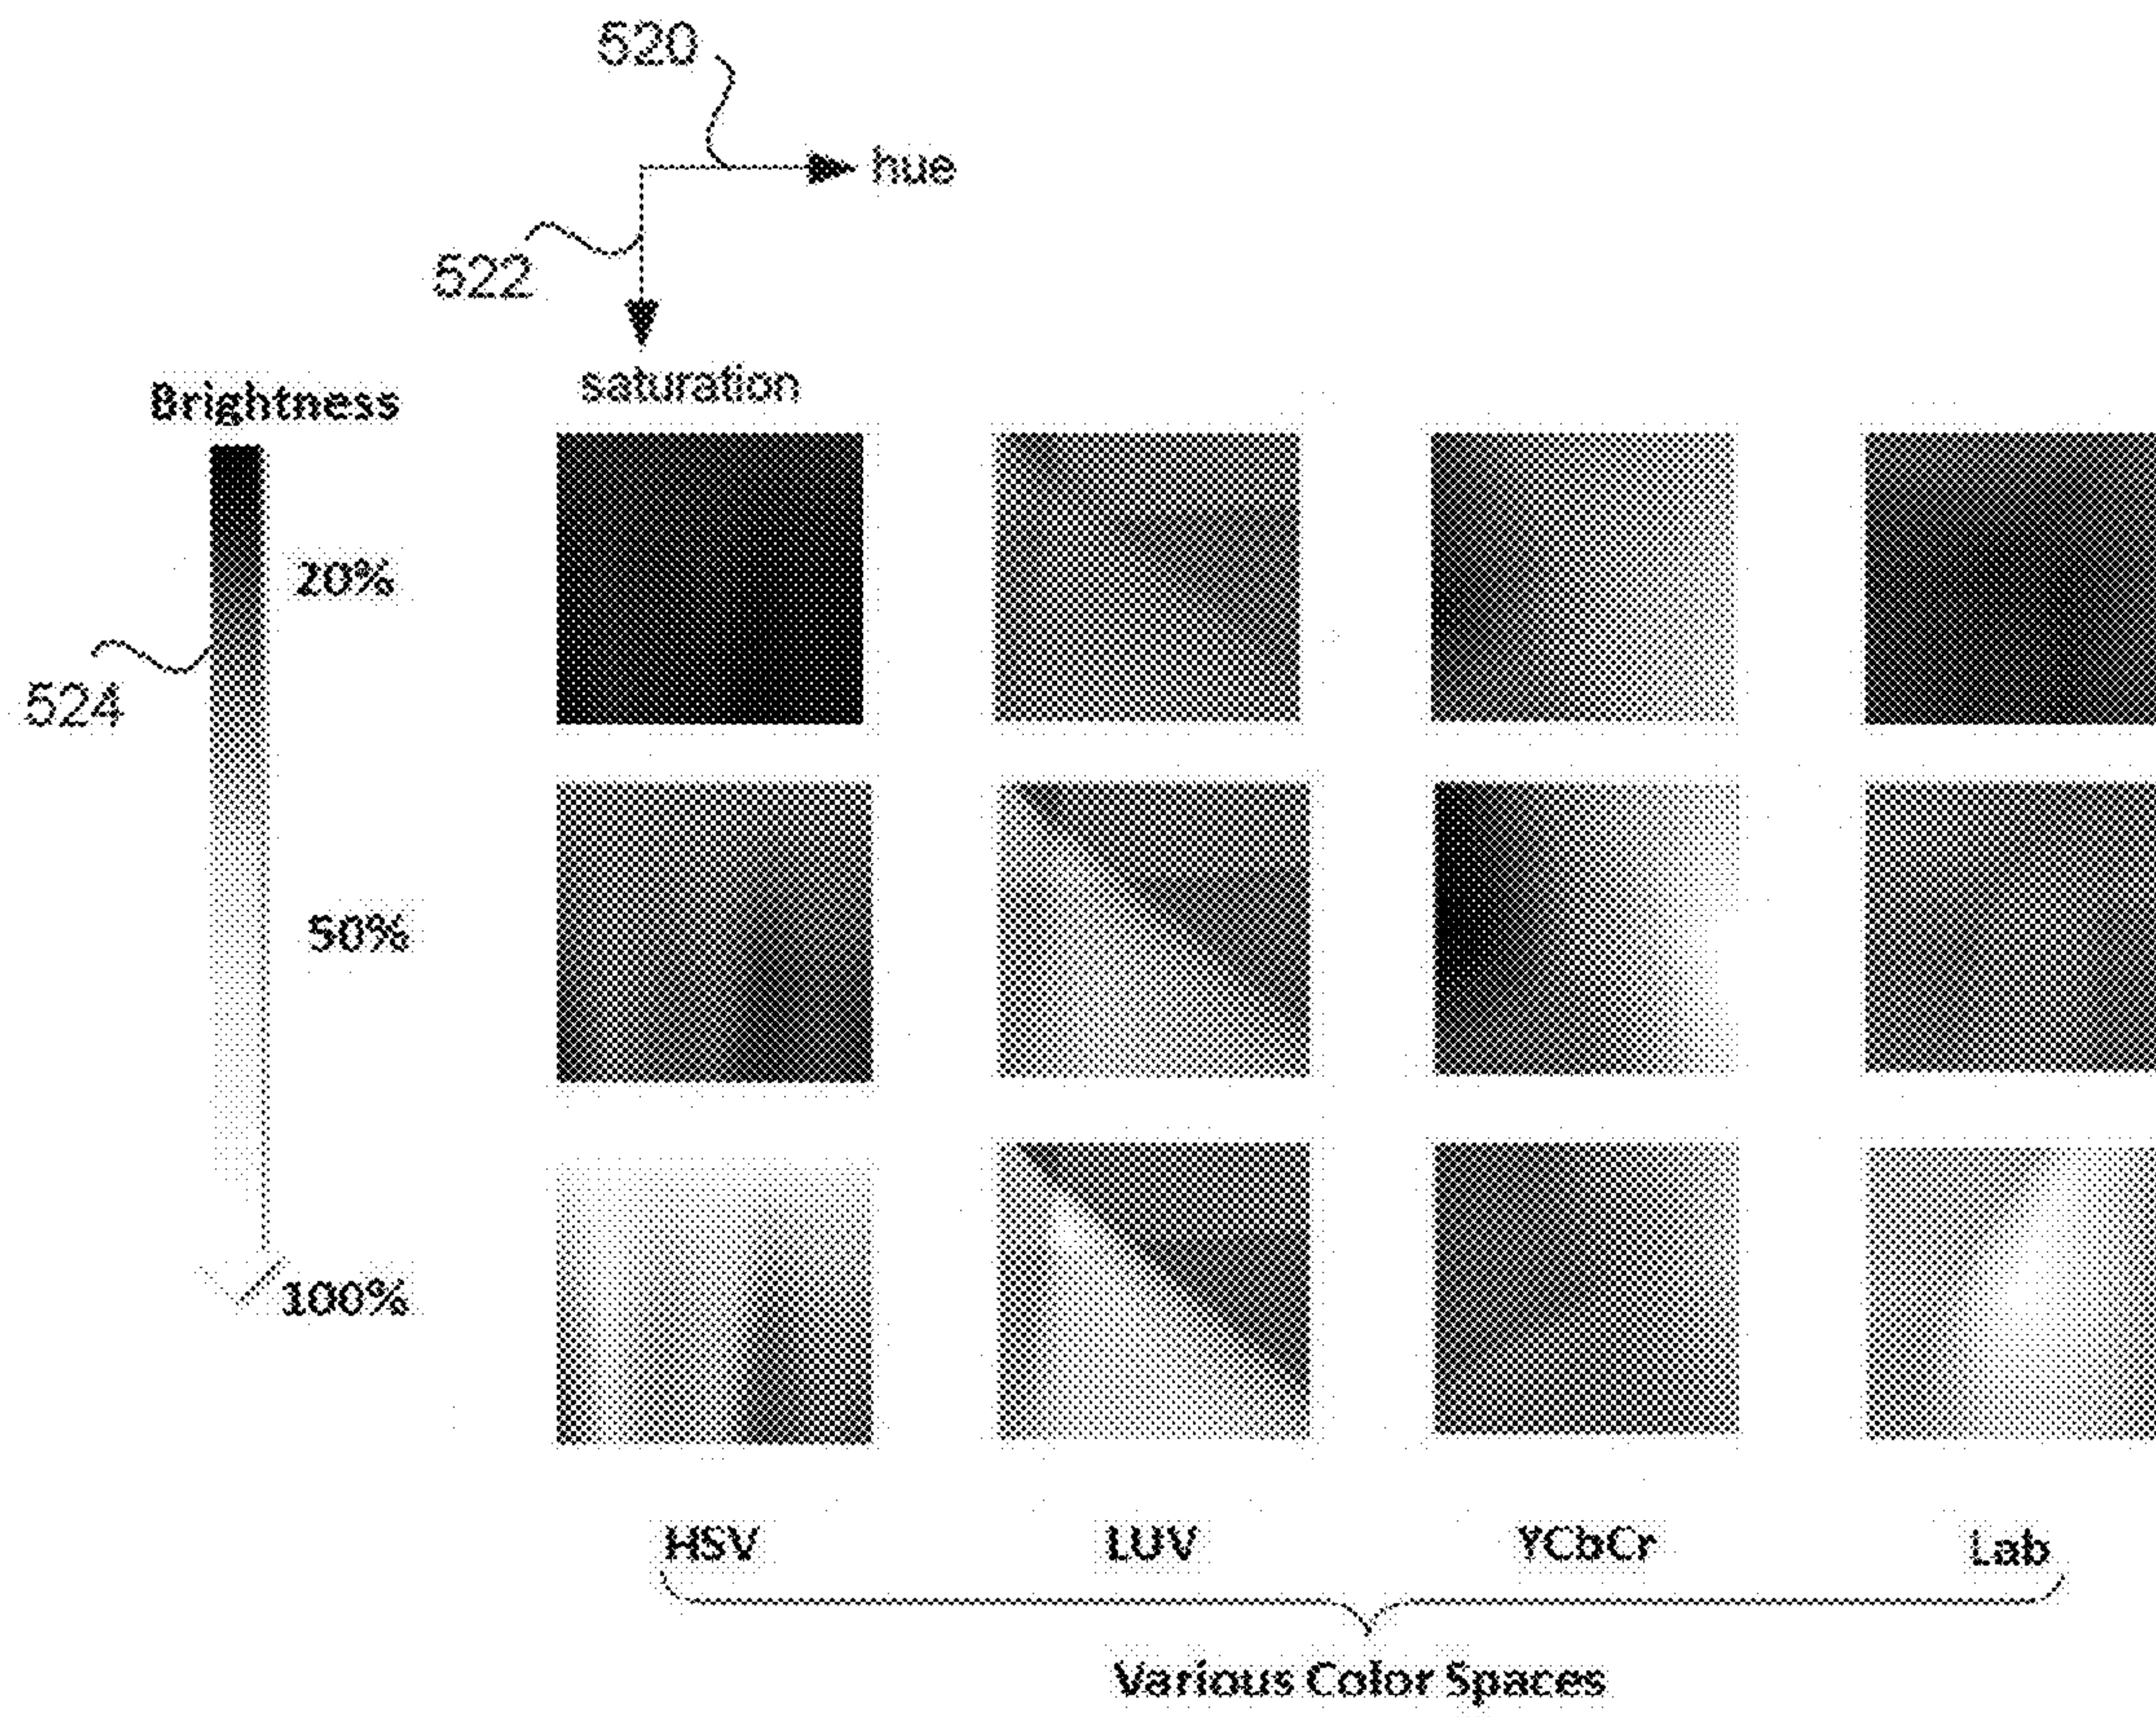 520
hue
522
saturation
Brightness
20%
524
50%
100%
HSV LUV YCbCr Lab
Various Color Spaces